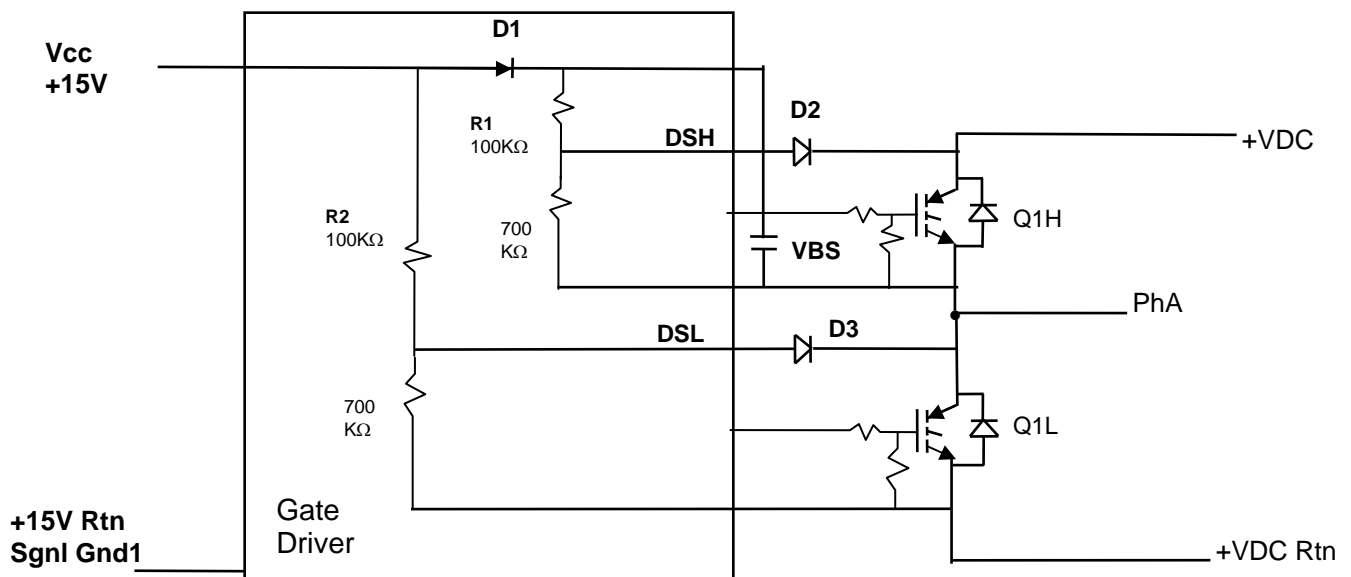 D1
Vcc
+15V
D2
R1
100KΩ
DSH
+VDC
R2
100KΩ
700
KΩ
Q1H
VBS
PhA
DSL
D3
700
KΩ
Q1L
+15V Rtn
Sgnl Gnd1
Gate
Driver
+VDC Rtn